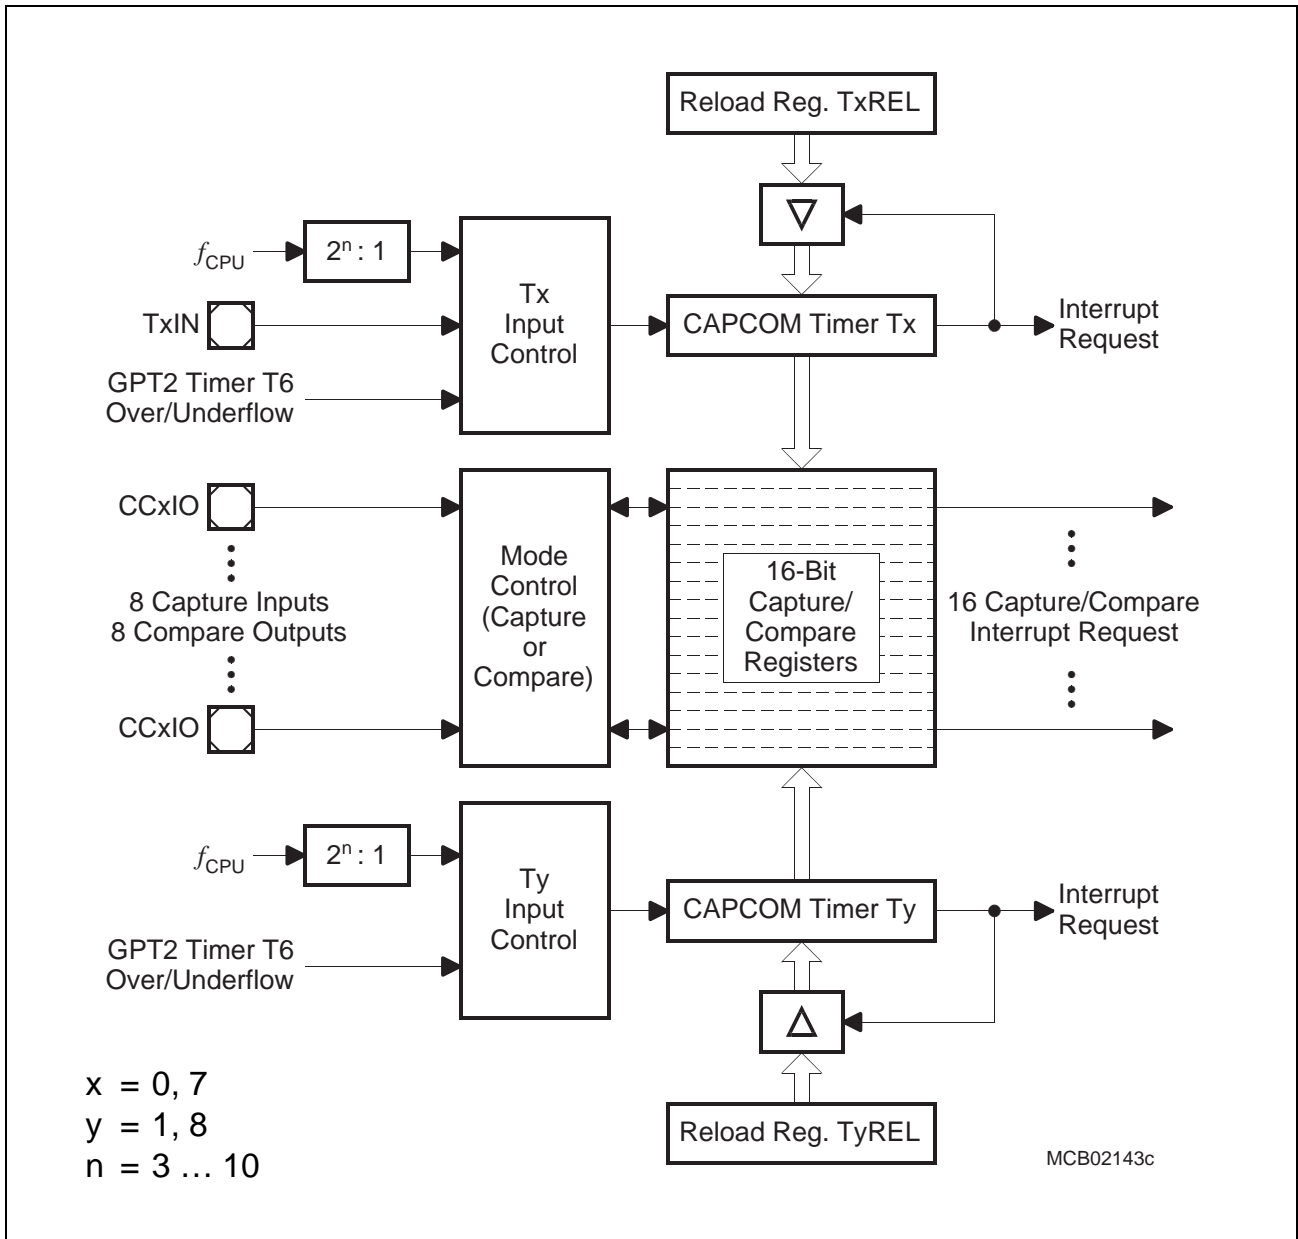 Reload Reg. TxREL
fCPU
2ⁿ : 1
TxIN
GPT2 Timer T6
Over/Underflow
Tx
Input
Control
CAPCOM Timer Tx
Interrupt
Request
CCxIO
8 Capture Inputs
8 Compare Outputs
CCxIO
Mode
Control
(Capture
or
Compare)
16-Bit
Capture/
Compare
Registers
16 Capture/Compare
Interrupt Request
fCPU
2ⁿ : 1
GPT2 Timer T6
Over/Underflow
Ty
Input
Control
CAPCOM Timer Ty
Interrupt
Request
Reload Reg. TyREL
x = 0, 7
y = 1, 8
n = 3 … 10
MCB02143c